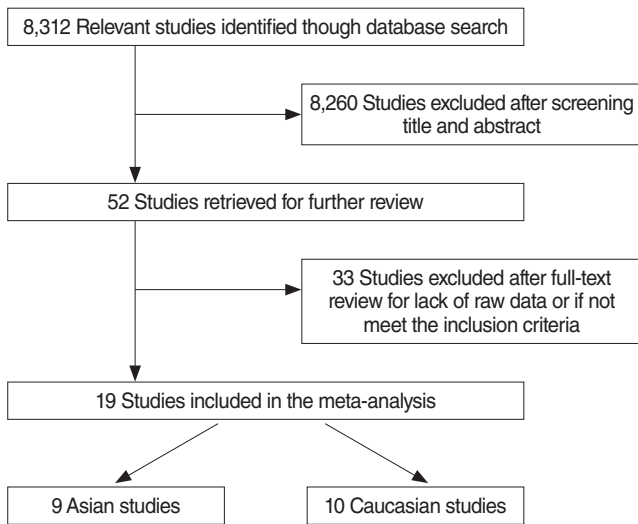 8,312 Relevant studies identified though database search
8,260 Studies excluded after screening
title and abstract
52 Studies retrieved for further review
33 Studies excluded after full-text
review for lack of raw data or if not
meet the inclusion criteria
19 Studies included in the meta-analysis
9 Asian studies
10 Caucasian studies